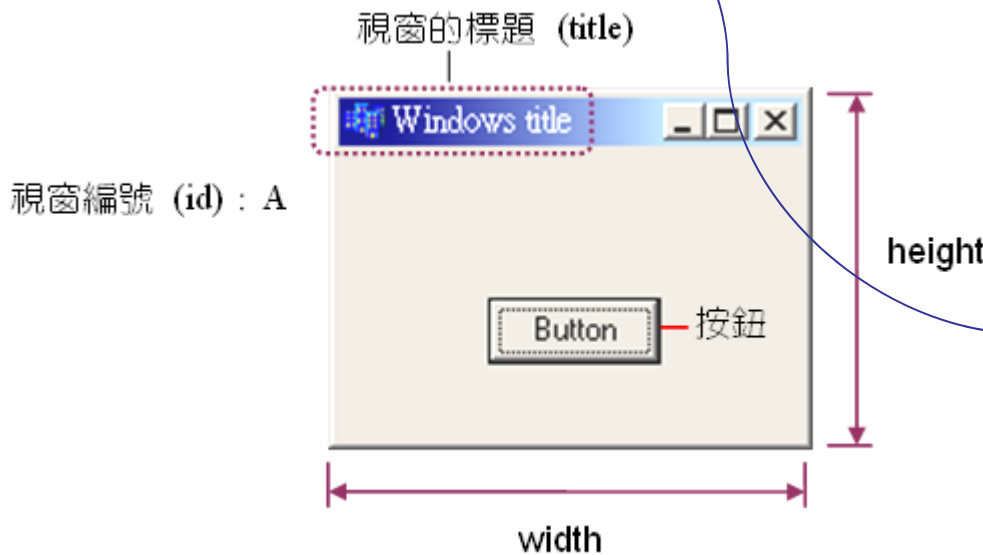 視窗的標題 (title)
Windows title
視窗編號 (id) : A
height
Button
按鈕
width